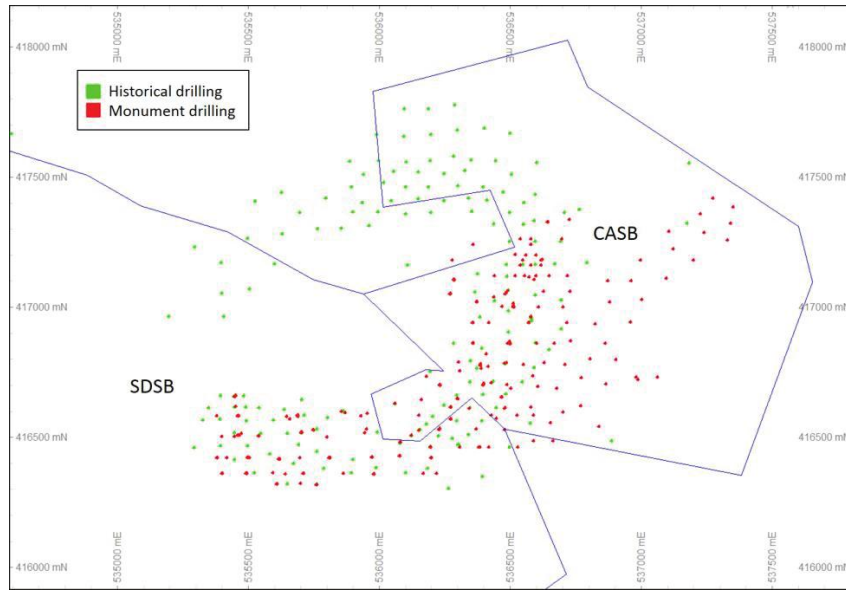 535000 mE 535500 mE 536000 mE 536500 mE 537000 mE 537500 mE
418000 mN 418000 mN
Historical drilling
Monument drilling
417500 mN 417500 mN
CASB
417000 mN 417000 mN
SDSB
416500 mN 416500 mN
416000 mN 416000 mN
535000 mE 535500 mE 536000 mE 536500 mE 537000 mE 537500 mE